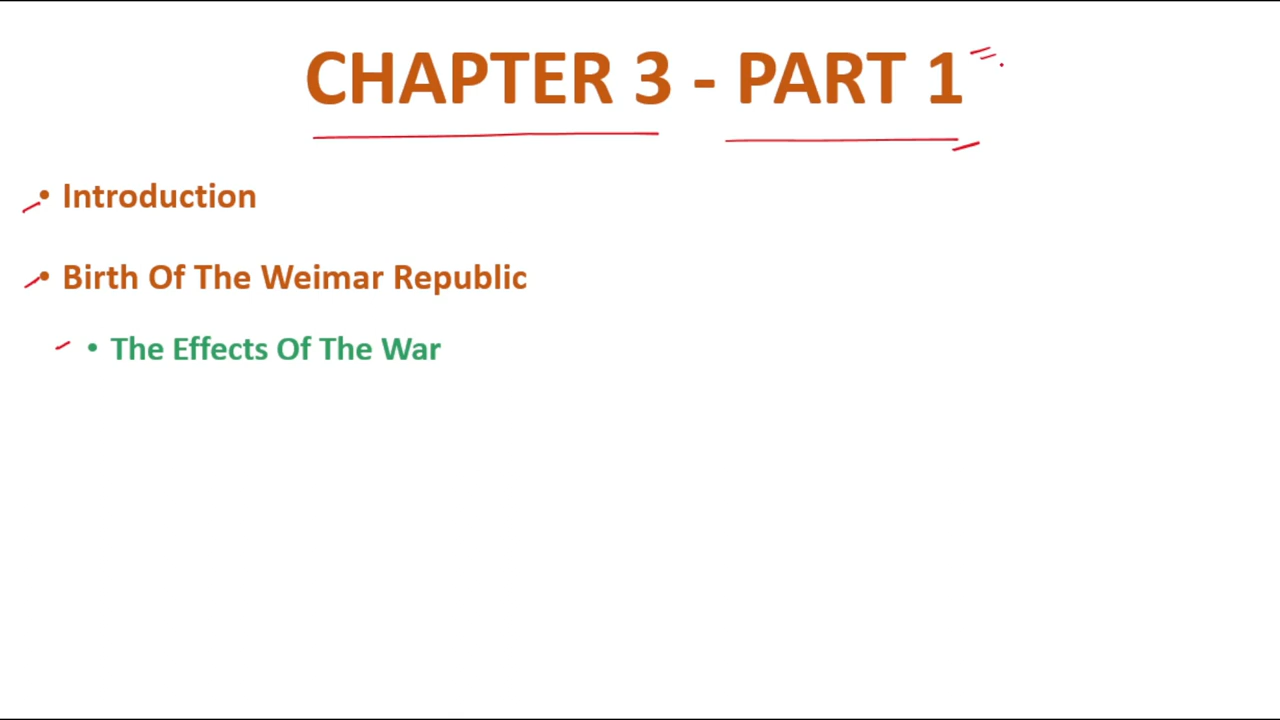 CHAPTER 3 - PART 1
• Introduction
• Birth Of The Weimar Republic
• The Effects Of The War